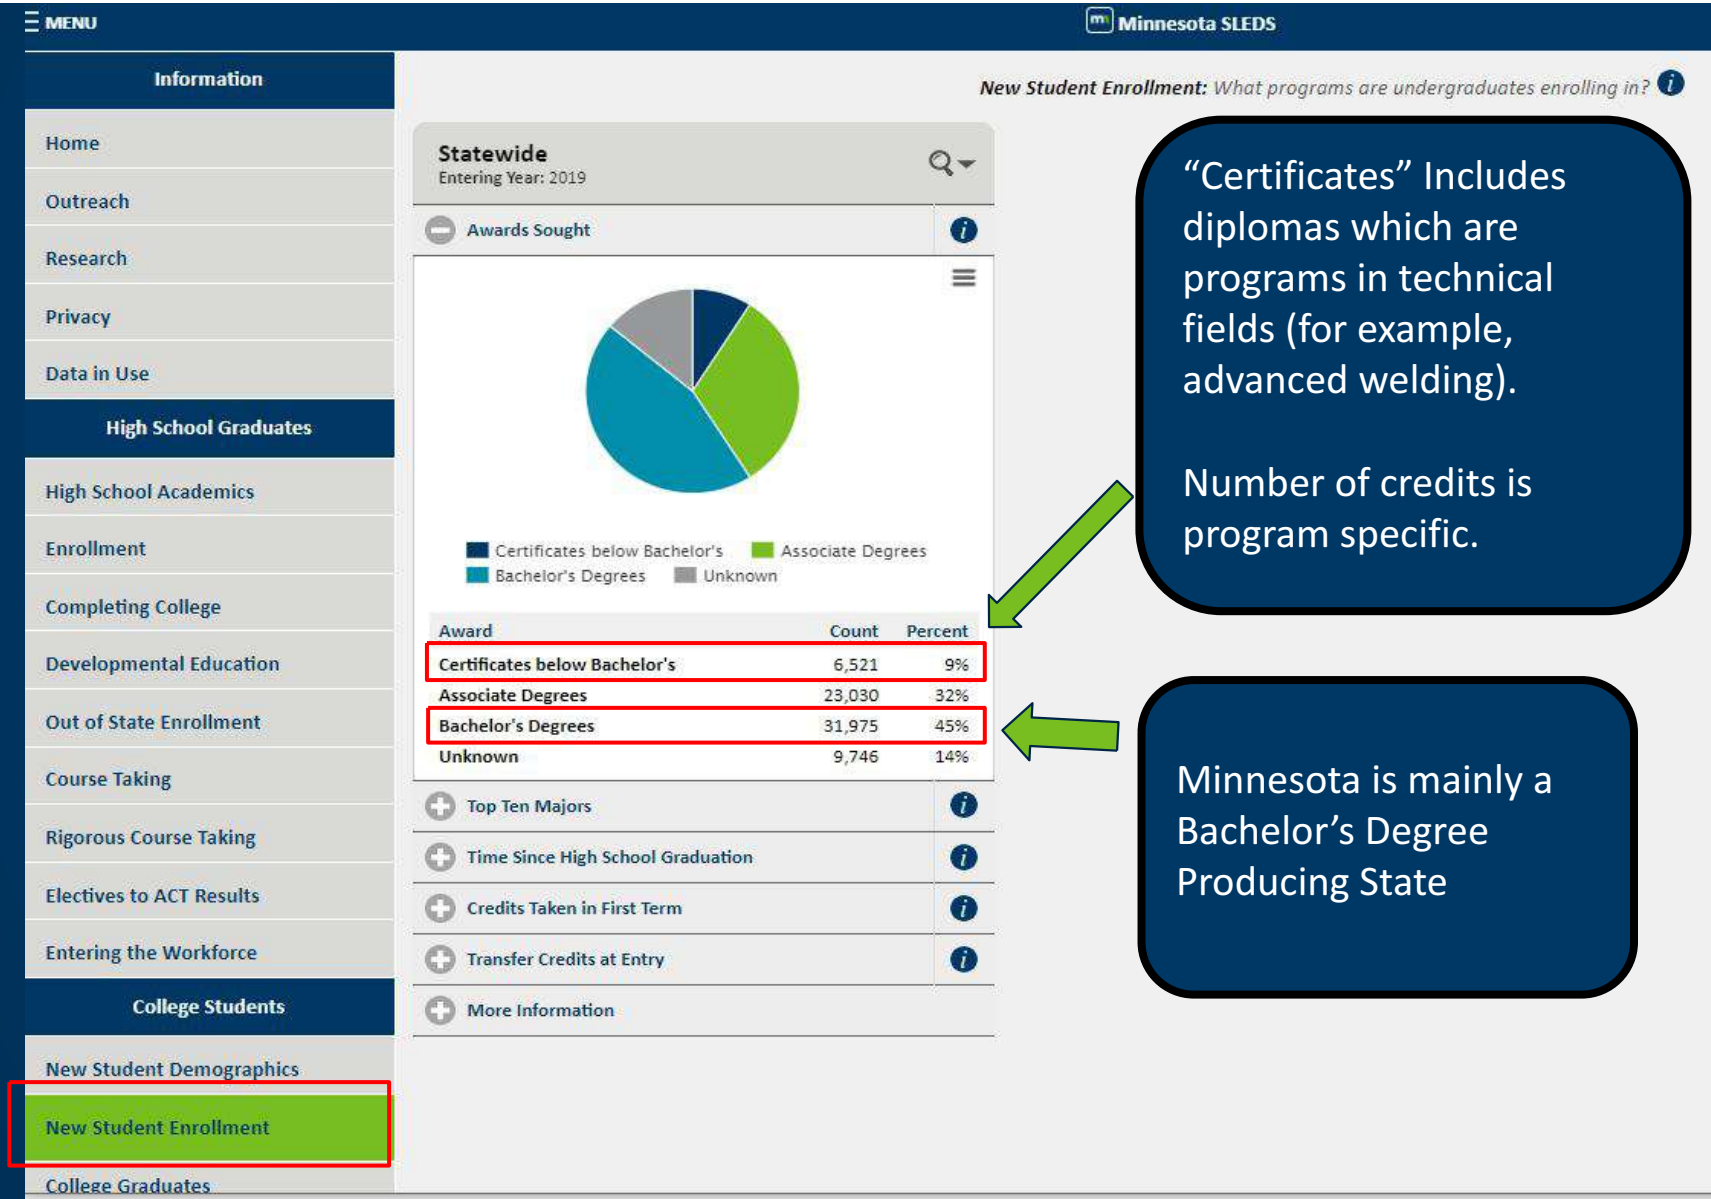 MENU
Minnesota SLEDS
Information
Home
Outreach
Research
Privacy
Data in Use
High School Graduates
High School Academics
Enrollment
Completing College
Developmental Education
Out of State Enrollment
Course Taking
Rigorous Course Taking
Electives to ACT Results
Entering the Workforce
College Students
New Student Demographics
New Student Enrollment
College Graduates
New Student Enrollment: What programs are undergraduates enrolling in? i
Statewide
Entering Year: 2019
Awards Sought i
Certificates below Bachelor's Associate Degrees
Bachelor's Degrees Unknown
Award Count Percent
Certificates below Bachelor's 6,521 9%
Associate Degrees 23,030 32%
Bachelor's Degrees 31,975 45%
Unknown 9,746 14%
Top Ten Majors i
Time Since High School Graduation i
Credits Taken in First Term i
Transfer Credits at Entry i
More Information
“Certificates” Includes
diplomas which are
programs in technical
fields (for example,
advanced welding).
Number of credits is
program specific.
Minnesota is mainly a
Bachelor’s Degree
Producing State